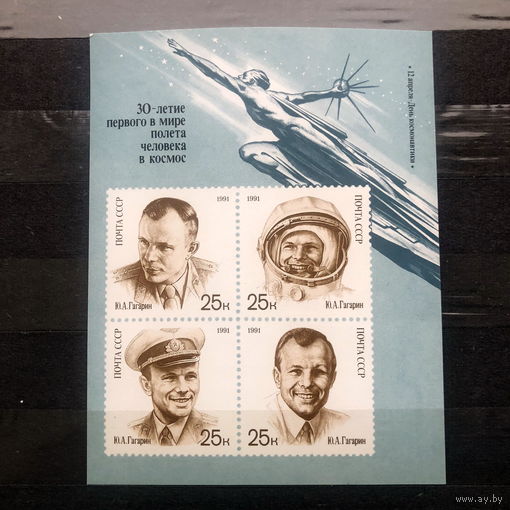 30-летие
первого в мире
полета
человека
в космос
• 12 апреля - День космонавтики •
ПОЧТА СССР
1991
Ю.А.Гагарин
25к
1991
ПОЧТА СССР
25к
Ю.А.Гагарин
ПОЧТА СССР
1991
Ю.А.Гагарин
25к
1991
ПОЧТА СССР
25к
Ю.А.Гагарин
www.ay.by